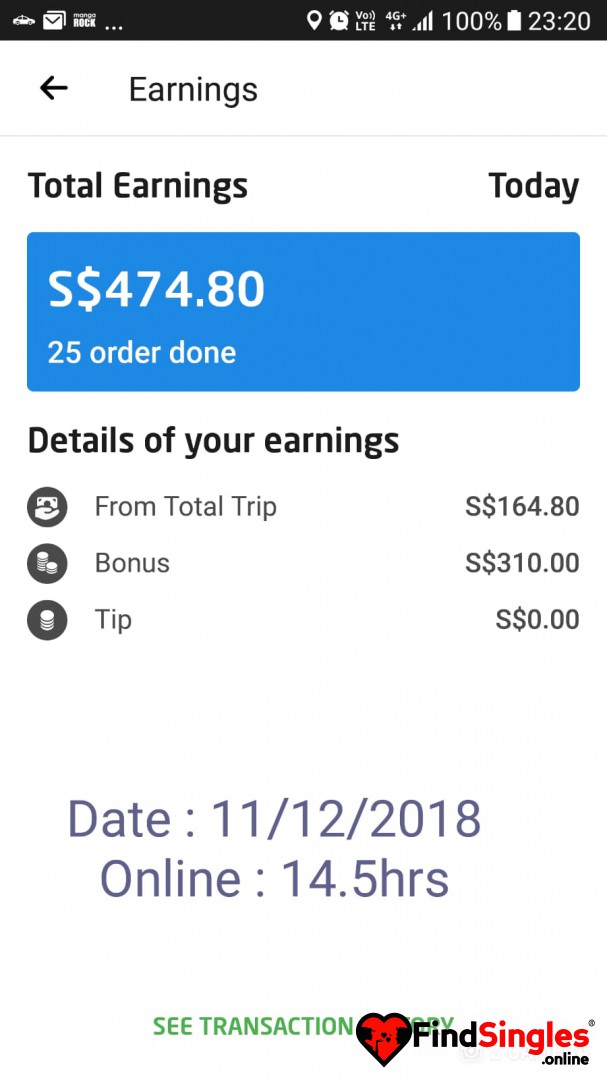 manga
ROCK ... Vo)) LTE 4G+ 100% 23:20
Earnings
Total Earnings Today
S$474.80
25 order done
Details of your earnings
From Total Trip S$164.80
Bonus S$310.00
Tip S$0.00
Date : 11/12/2018
Online : 14.5hrs
SEE TRANSACTION
FindSingles®
.online